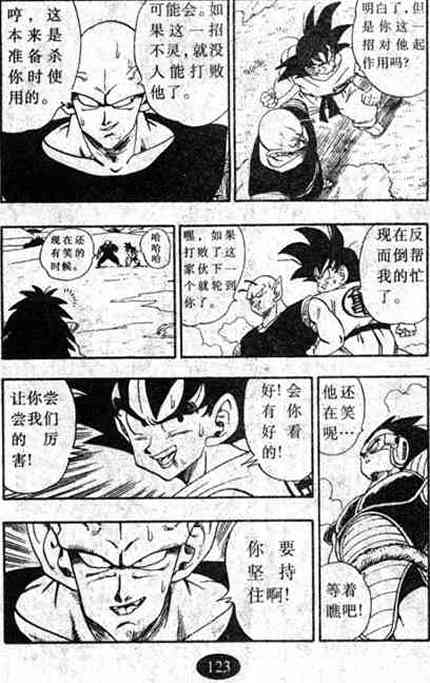 明白了，但
是你这一
招对他起
作用吗？
可能会。如
果这一招
不灵，就没
人能打败
他了。
哼，这是
本来
准备杀
你时使
用的。
现在反
而倒帮
我的忙
了。
嘿，如果
打败了这
家伙下一
个就轮到
你了。
哈哈哈
现在还
有笑的
时候。
他还
在笑
呢…
等着
瞧吧！
好！会
有你
好看
的！
让你
尝尝
我们
的厉
害！
你要
坚持
住啊！
123